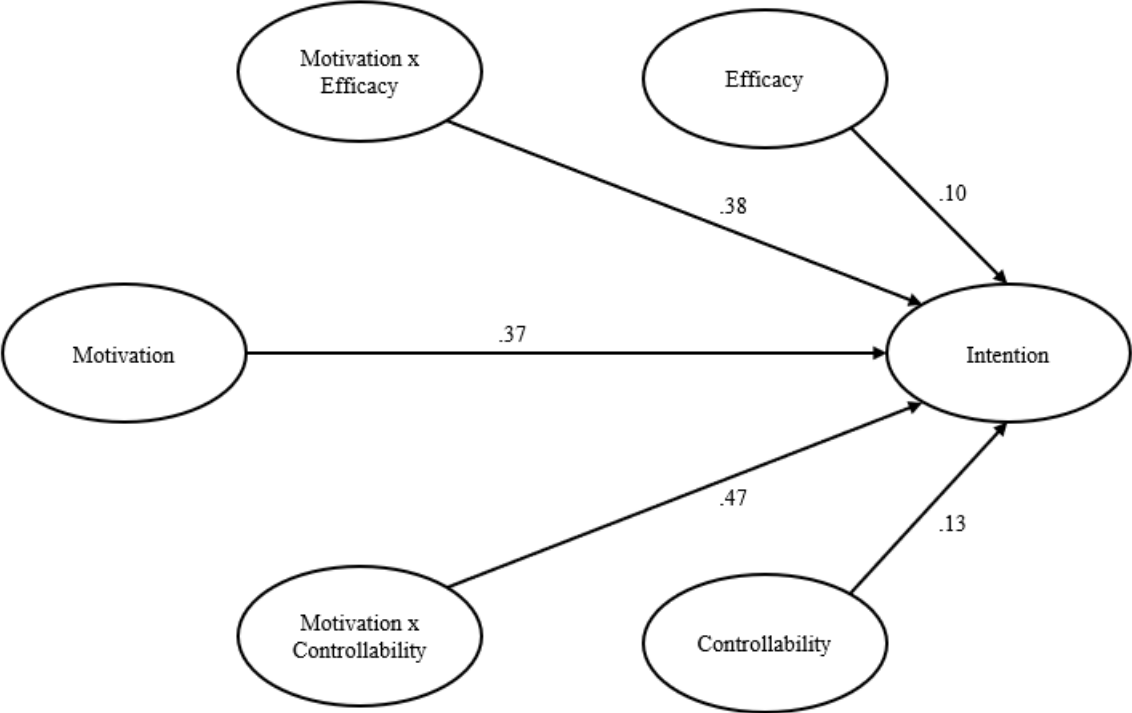 Motivation x
Efficacy
Efficacy
.10
.38
.37
Motivation
Intention
.47
.13
Motivation x
Controllability
Controllability